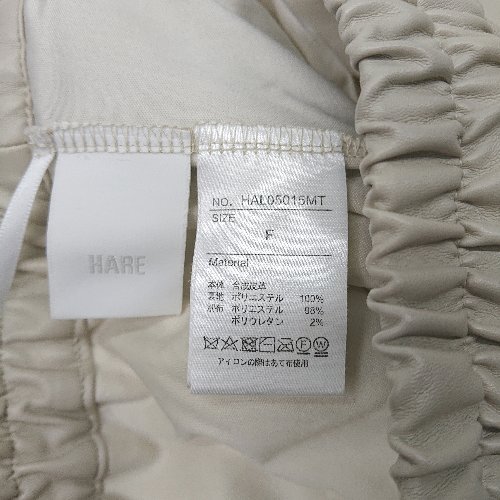 HARE
NO. HAL05015MT
SIZE
F
Material
本体 合成皮革
裏地 ポリエステル 100%
別布 ポリエステル 98%
ポリウレタン 2%
アイロンの際はあて布使用